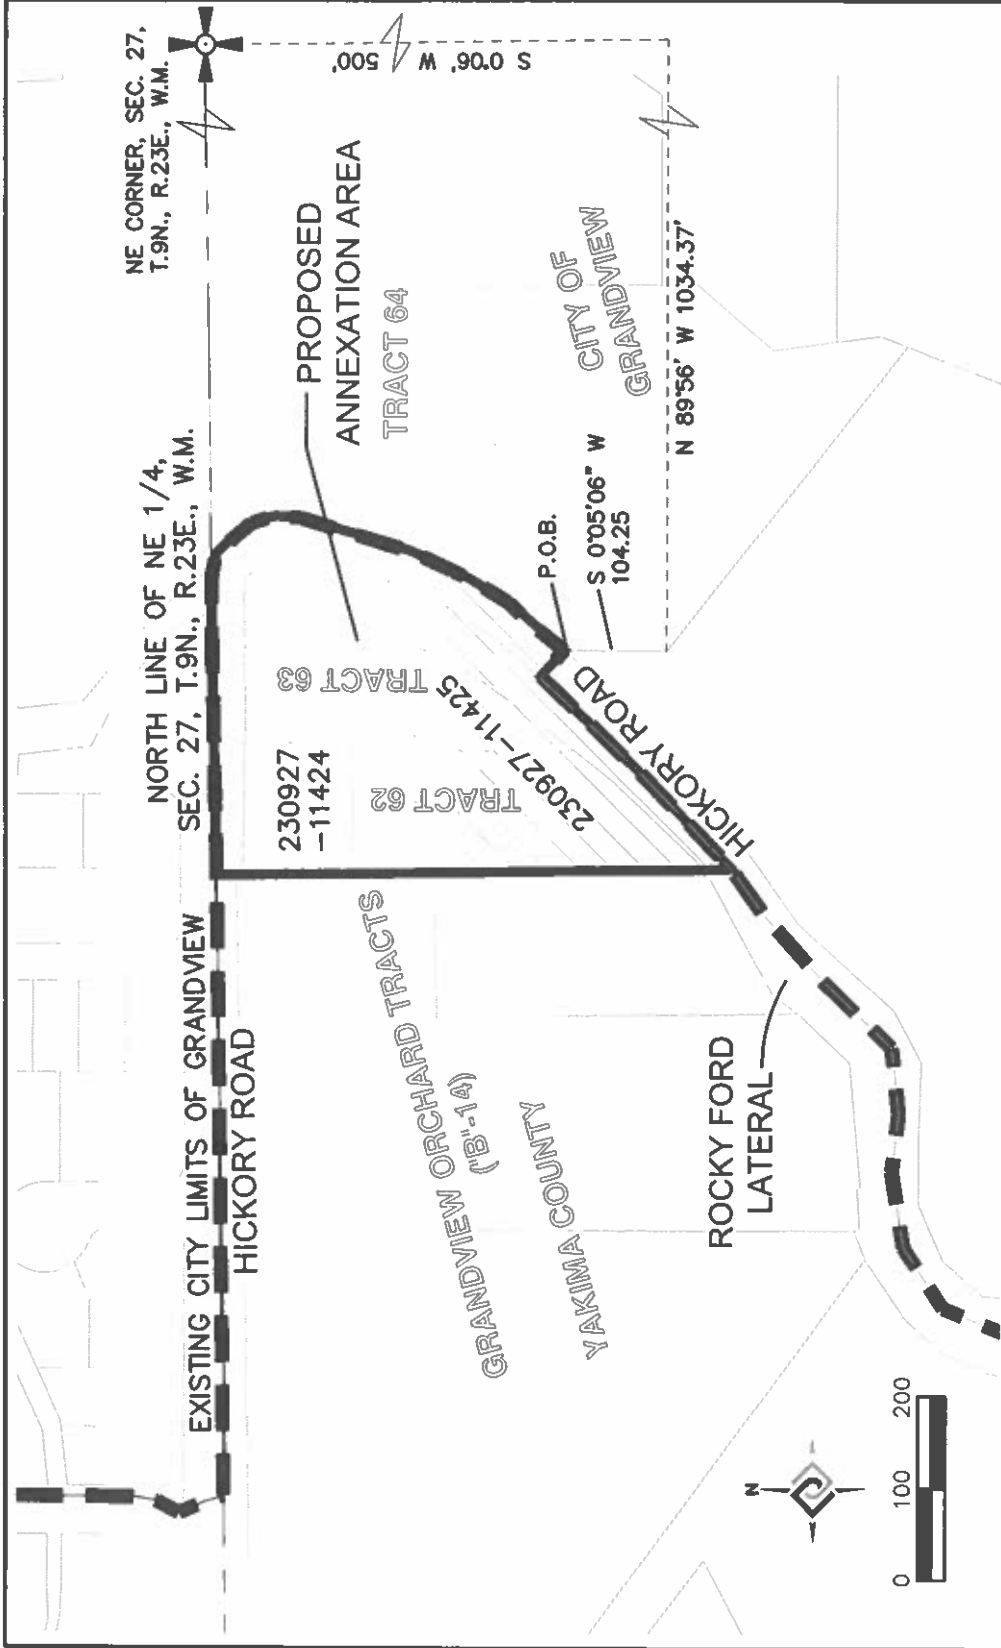 NE CORNER, SEC. 27,
T.9N., R.23E., W.M.
S 0°06' W 500'
NORTH LINE OF NE 1/4,
SEC. 27, T.9N., R.23E., W.M.
EXISTING CITY LIMITS OF GRANDVIEW
HICKORY ROAD
PROPOSED
ANNEXATION AREA
TRACT 64
230927
-11424
TRACT 63
TRACT 62
230927-11425
P.O.B.
S 0°05'06" W
104.25
CITY OF
GRANDVIEW
N 89°56' W 1034.37'
HICKORY ROAD
GRANDVIEW ORCHARD TRACTS
("B"-14)
YAKIMA COUNTY
ROCKY FORD
LATERAL
N
0 100 200